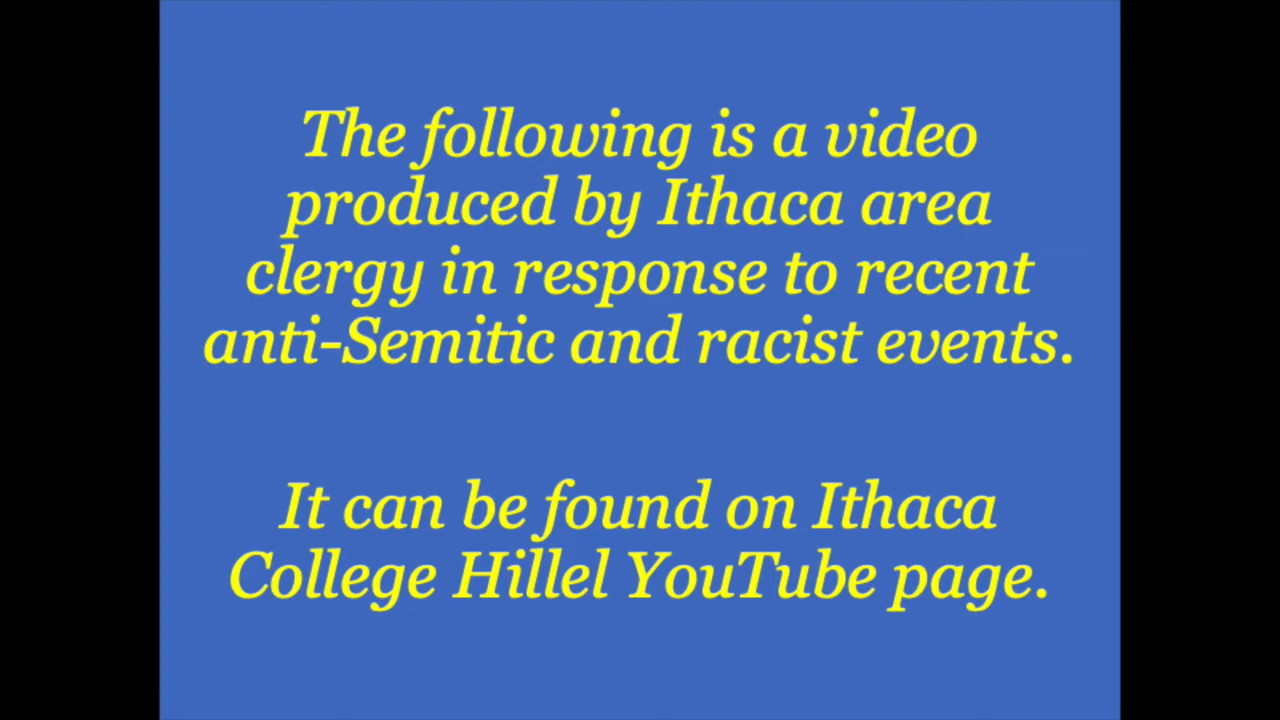 The following is a video
produced by Ithaca area
clergy in response to recent
anti-Semitic and racist events.
It can be found on Ithaca
College Hillel YouTube page.